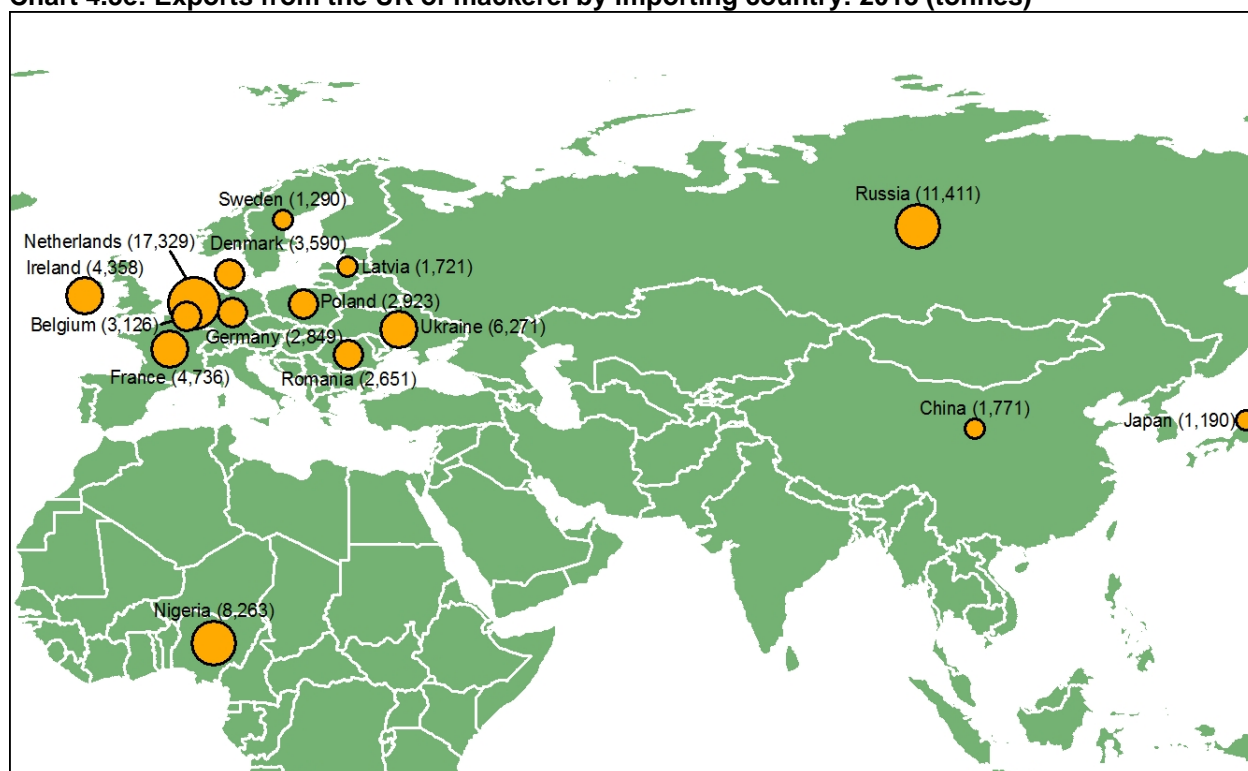 Sweden (1,290)
Netherlands (17,329)
Denmark (3,590)
Ireland (4,358)
Latvia (1,721)
Belgium (3,126)
Poland (2,923)
Germany (2,849)
Ukraine (6,271)
France (4,736)
Romania (2,651)
Russia (11,411)
China (1,771)
Japan (1,190)
Nigeria (8,263)